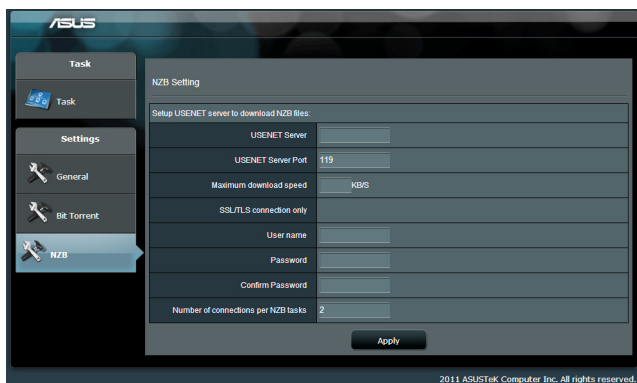 ASUS
Task
Task
Settings
General
Bit Torrent
NZB
NZB Setting
Setup USENET server to download NZB files:
USENET Server
USENET Server Port 119
Maximum download speed KB/S
SSL/TLS connection only
User name
Password
Confirm Password
Number of connections per NZB tasks 2
Apply
2011 ASUSTeK Computer Inc. All rights reserved.